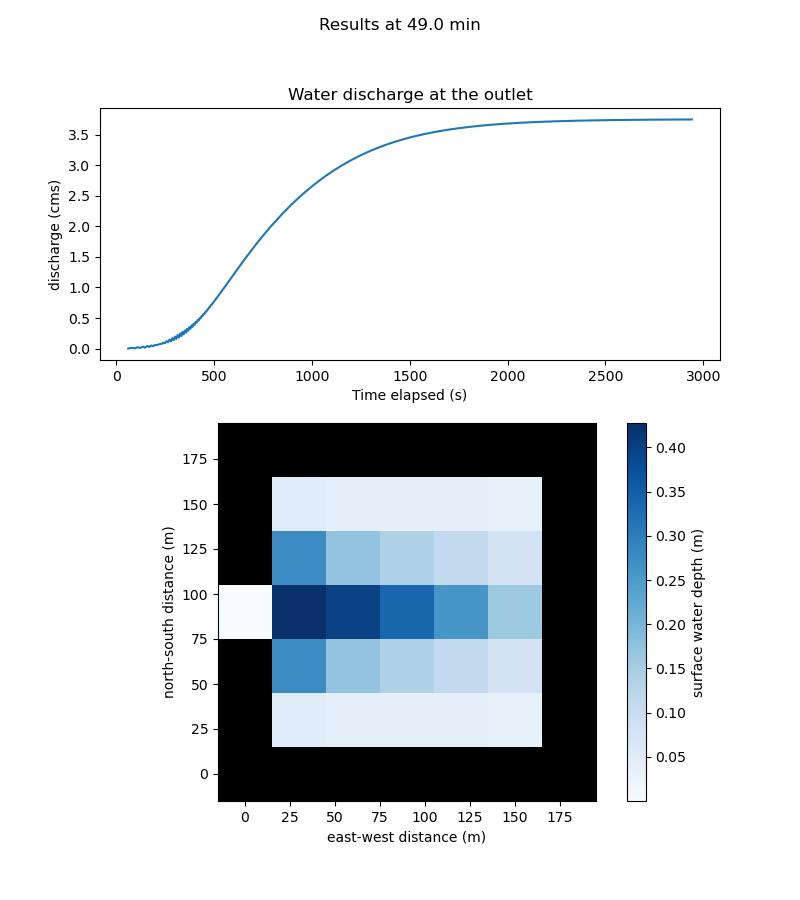 Results at 49.0 min
Water discharge at the outlet
discharge (cms)
3.5
3.0
2.5
2.0
1.5
1.0
0.5
0.0
0 500 1000 1500 2000 2500 3000
Time elapsed (s)
north-south distance (m)
175
150
125
100
75
50
25
0
0 25 50 75 100 125 150 175
east-west distance (m)
0.40
0.35
0.30
0.25
0.20
0.15
0.10
0.05
surface water depth (m)